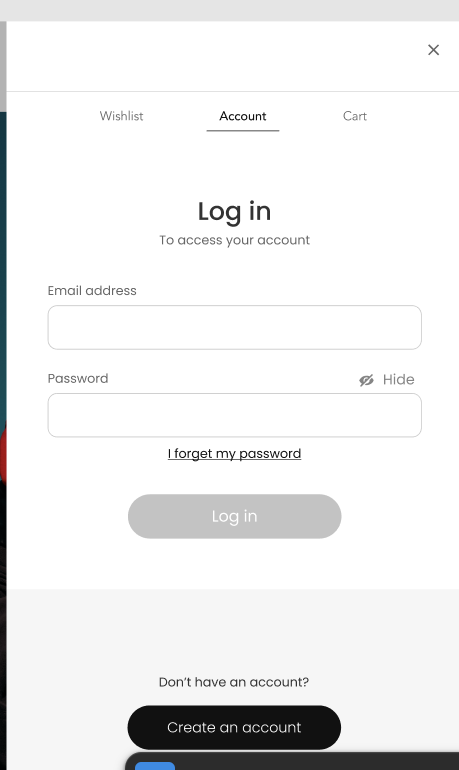 Wishlist
Account
Cart
Log in
To access your account
Email address
Password
Hide
I forget my password
Log in
Don't have an account?
Create an account